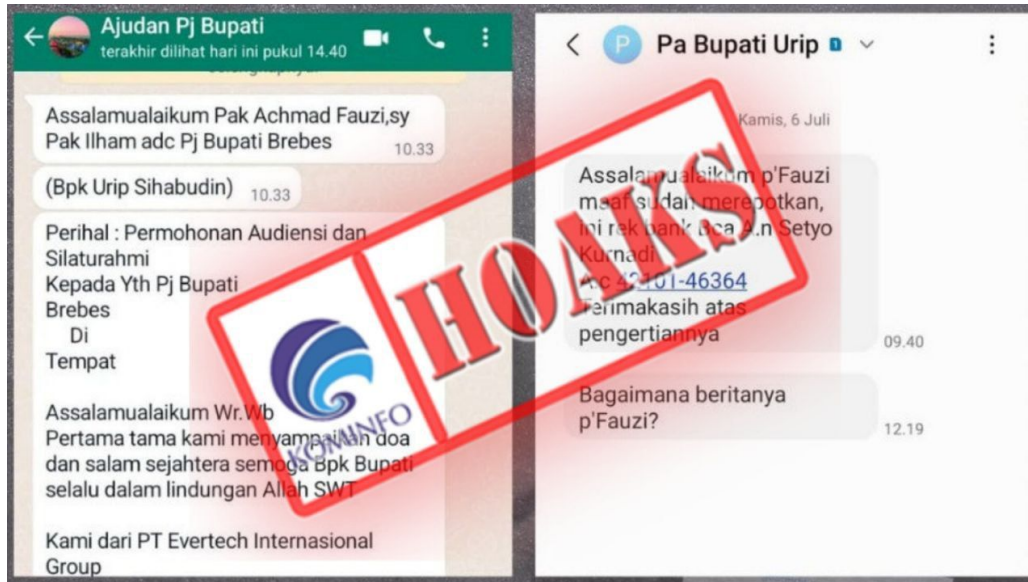 Ajudan Pj Bupati
terakhir dilihat hari ini pukul 14.40
Assalamualaikum Pak Achmad Fauzi,sy
Pak Ilham adc Pj Bupati Brebes
10.33
(Bpk Urip Sihabudin) 10.33
Perihal : Permohonan Audiensi dan
Silaturahmi
Kepada Yth Pj Bupati
Brebes
Di
Tempat
Assalamualaikum Wr.Wb
Pertama tama kami menyampaikan doa
dan salam sejahtera semoga Bpk Bupati
selalu dalam lindungan Allah SWT
Kami dari PT Evertech Internasional
Group
P Pa Bupati Urip 1
Kamis, 6 Juli
Assalamualaikum p'Fauzi
maaf sudah merepotkan,
ini rek bank Bca A.n Setyo
Kurnadi
42101-46364
Terimakasih atas
pengertiannya
09.40
Bagaimana beritanya
p'Fauzi?
12.19
KOMINFO
HOAKS